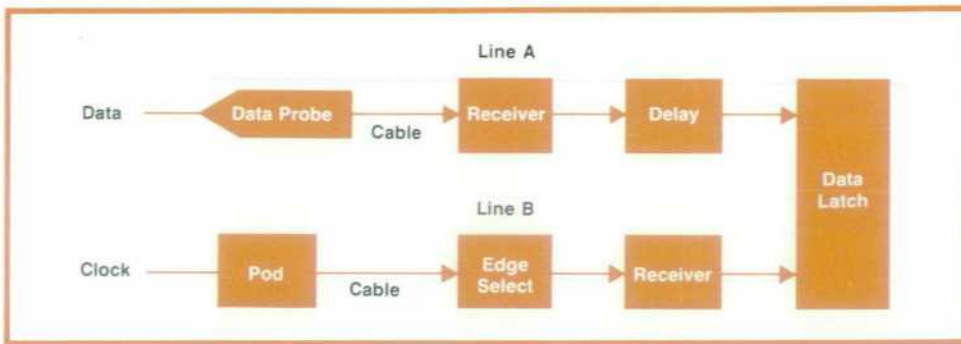 Line A
Data
Data Probe
Cable
Receiver
Delay
Data
Latch
Line B
Clock
Pod
Cable
Edge
Select
Receiver